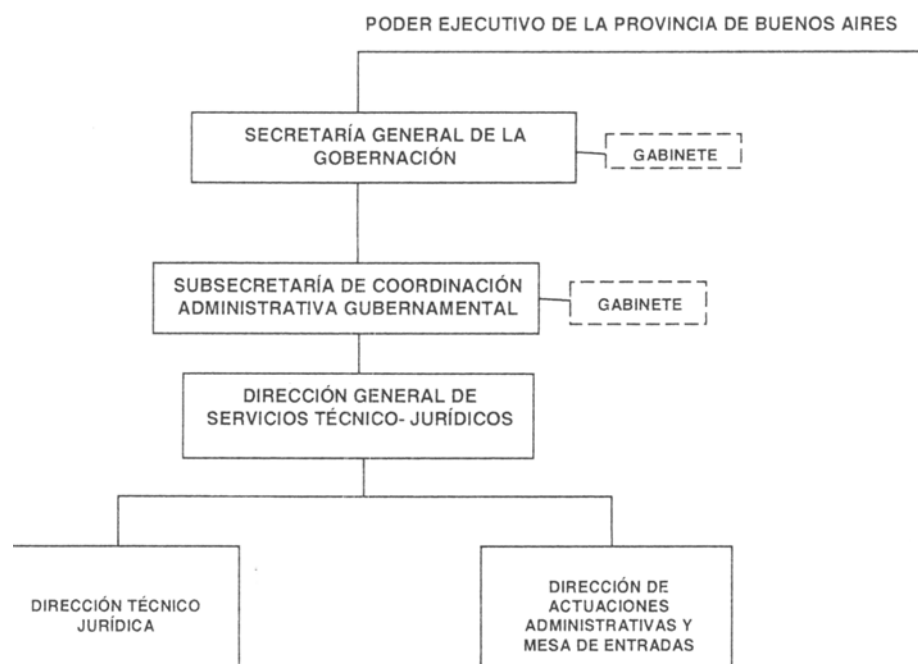 PODER EJECUTIVO DE LA PROVINCIA DE BUENOS AIRES
SECRETARÍA GENERAL DE LA
GOBERNACIÓN
GABINETE
SUBSECRETARÍA DE COORDINACIÓN
ADMINISTRATIVA GUBERNAMENTAL
GABINETE
DIRECCIÓN GENERAL DE
SERVICIOS TÉCNICO- JURÍDICOS
DIRECCIÓN TÉCNICO
JURÍDICA
DIRECCIÓN DE
ACTUACIONES
ADMINISTRATIVAS Y
MESA DE ENTRADAS